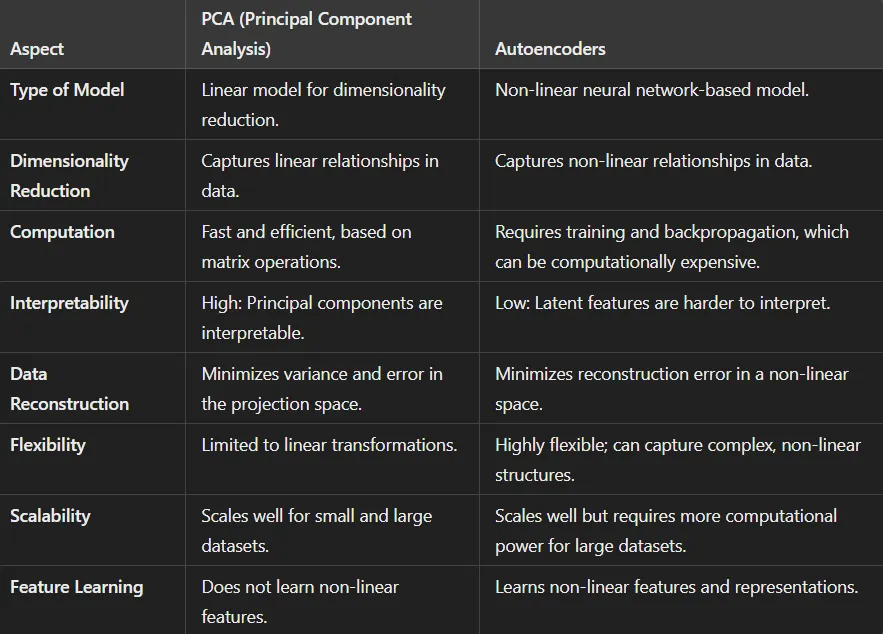 Aspect
PCA (Principal Component
Analysis)
Autoencoders
Type of Model
Linear model for dimensionality
reduction.
Non-linear neural network-based model.
Dimensionality
Reduction
Captures linear relationships in
data.
Captures non-linear relationships in data.
Computation
Fast and efficient, based on
matrix operations.
Requires training and backpropagation, which
can be computationally expensive.
Interpretability
High: Principal components are
interpretable.
Low: Latent features are harder to interpret.
Data
Reconstruction
Minimizes variance and error in
the projection space.
Minimizes reconstruction error in a non-linear
space.
Flexibility
Limited to linear transformations.
Highly flexible; can capture complex, non-linear
structures.
Scalability
Scales well for small and large
datasets.
Scales well but requires more computational
power for large datasets.
Feature Learning
Does not learn non-linear
features.
Learns non-linear features and representations.